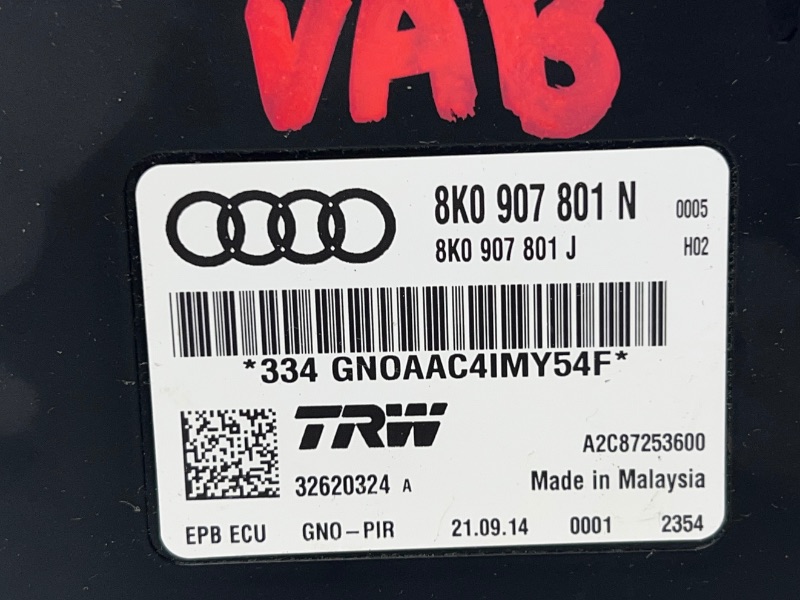 VAB
8K0 907 801 N 0005
8K0 907 801 J H02
*334 GN0AAC4IMY54F*
TRW
A2C87253600
32620324 A Made in Malaysia
EPB ECU GNO-PIR 21.09.14 0001 2354